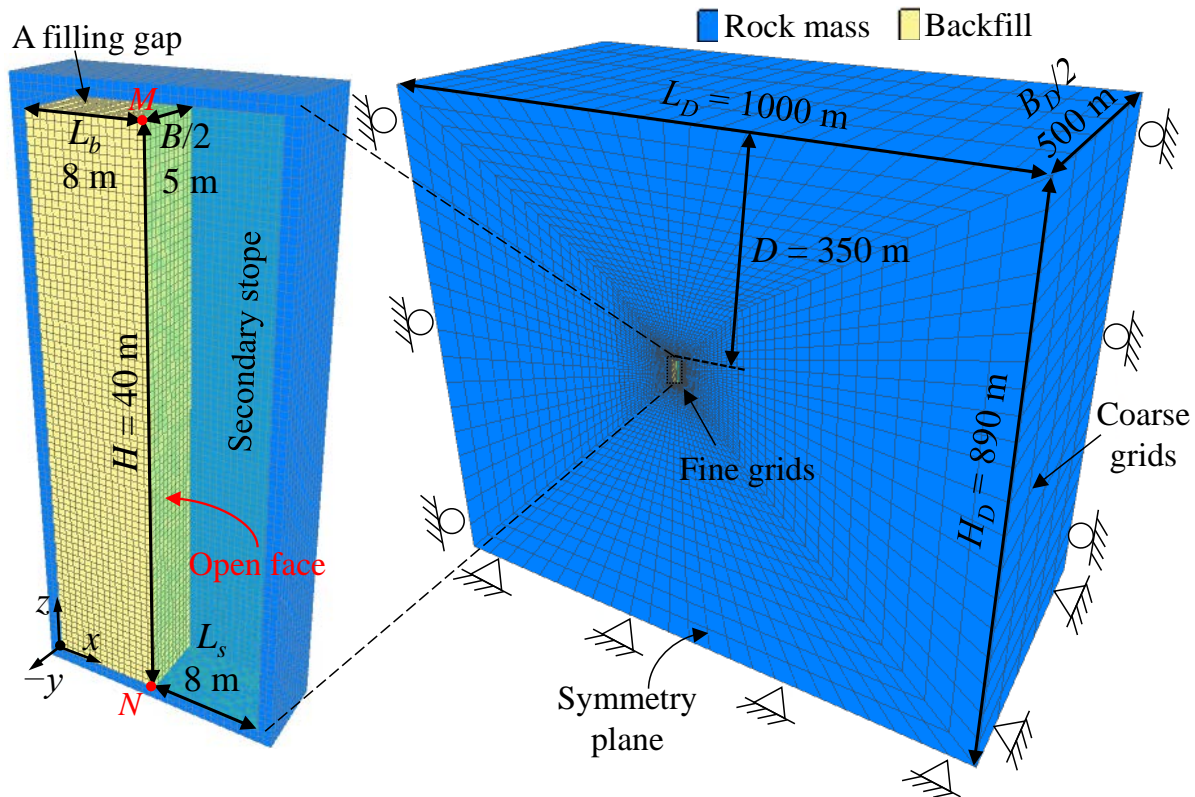 Rock mass
Backfill
A filling gap
M
L_b
8 m
B/2
5 m
H = 40 m
Secondary stope
Open face
z
x
−y
N
L_s
8 m
L_D = 1000 m
B_D/2
500 m
D = 350 m
Fine grids
H_D = 890 m
Coarse
grids
Symmetry
plane